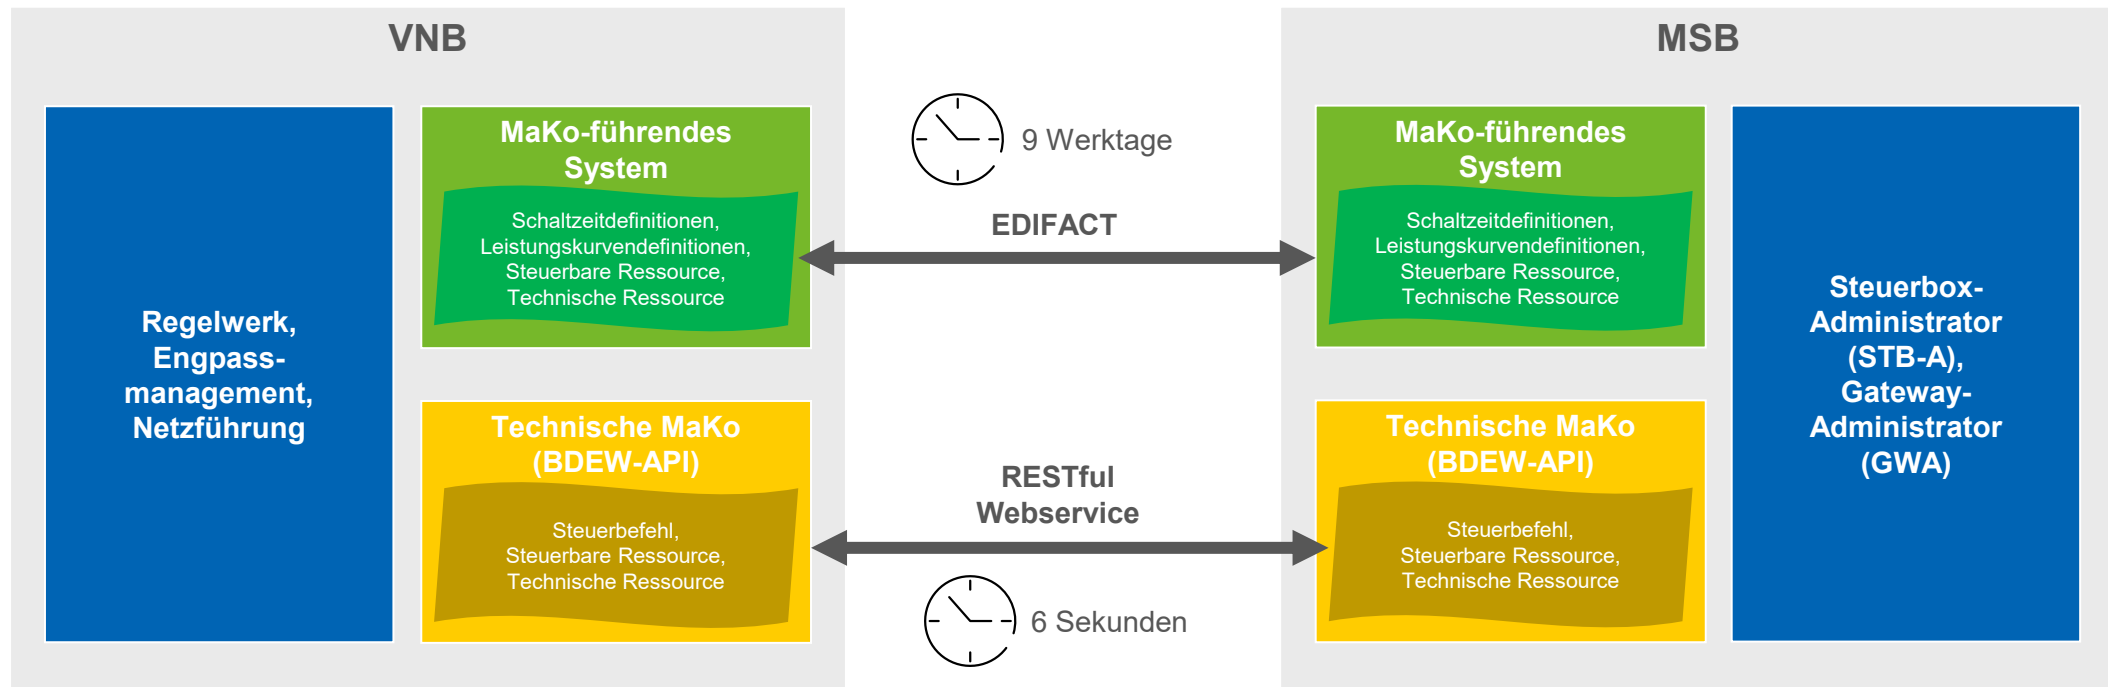 VNB
Regelwerk,
Engpass-
management,
Netzführung
MaKo-führendes
System
Schaltzeitdefinitionen,
Leistungskurvendefinitionen,
Steuerbare Ressource,
Technische Ressource
Technische MaKo
(BDEW-API)
Steuerbefehl,
Steuerbare Ressource,
Technische Ressource
9 Werktage
EDIFACT
RESTful
Webservice
6 Sekunden
MSB
MaKo-führendes
System
Schaltzeitdefinitionen,
Leistungskurvendefinitionen,
Steuerbare Ressource,
Technische Ressource
Technische MaKo
(BDEW-API)
Steuerbefehl,
Steuerbare Ressource,
Technische Ressource
Steuerbox-
Administrator
(STB-A),
Gateway-
Administrator
(GWA)